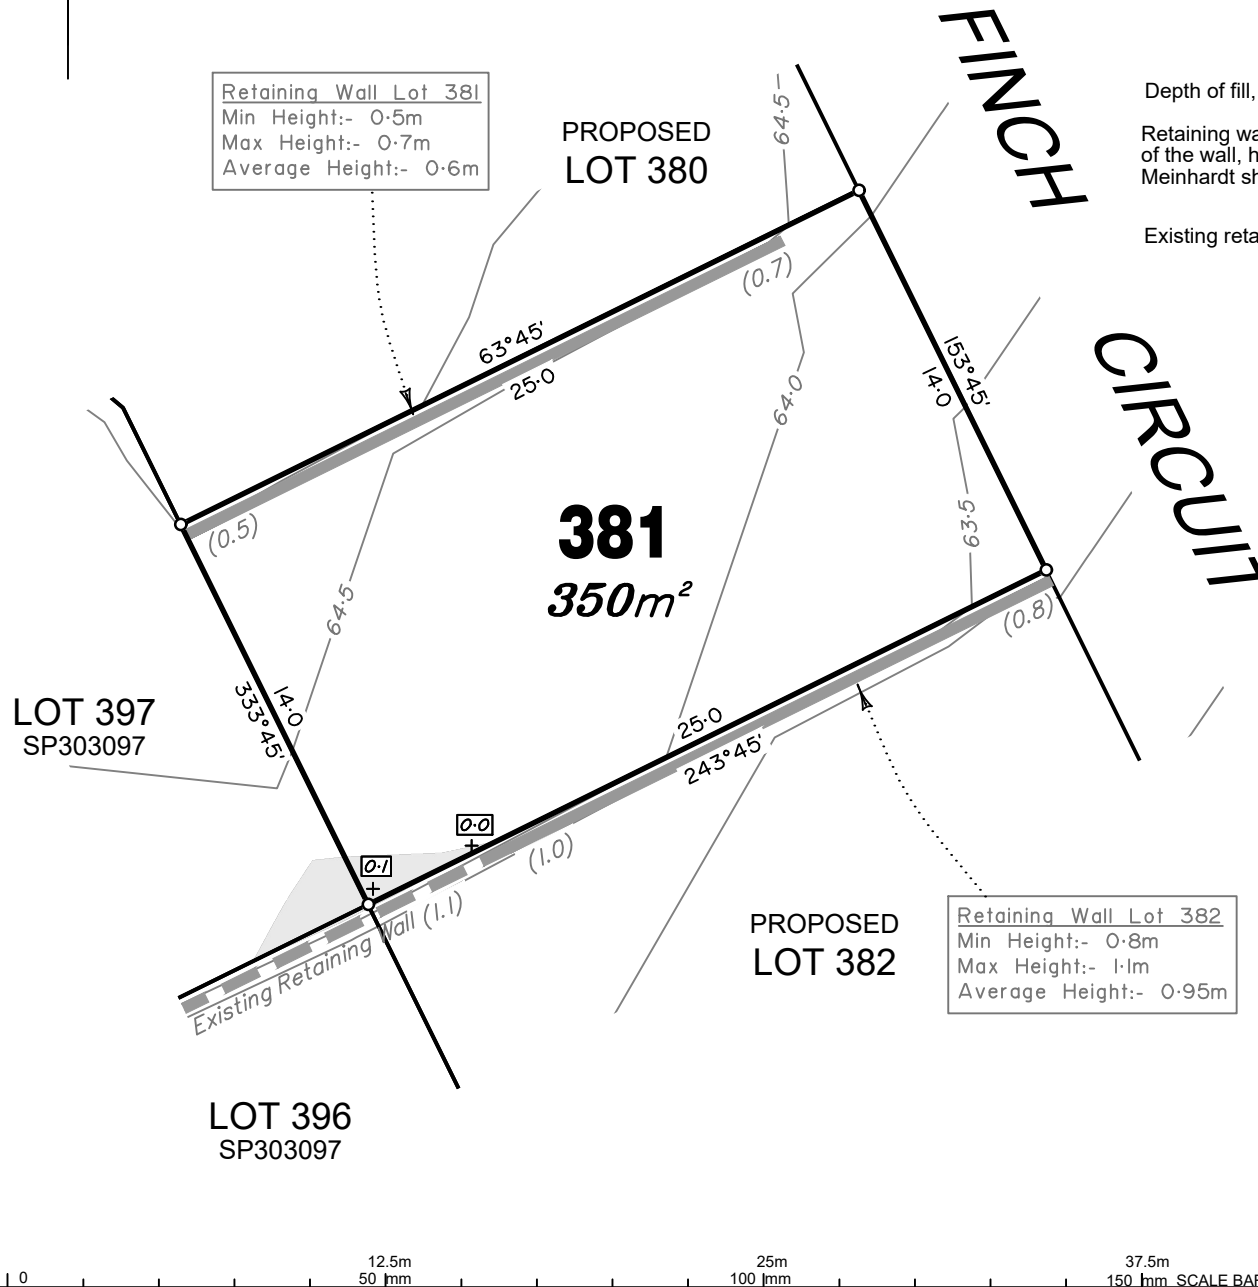 FINCH
CIRCUIT
Depth of fill,
Retaining wa
of the wall, h
Meinhardt sh
Existing reta
Retaining Wall Lot 381
Min Height:- 0·5m
Max Height:- 0·7m
Average Height:- 0·6m
PROPOSED
LOT 380
64·5
(0.7)
63°45'
25·0
153°45'
14·0
64·0
(0.5)
381
350m²
63·5
64·5
(0.8)
LOT 397
SP303097
14·0
333°45'
25·0
243°45'
0·0
0·1
(1.0)
Existing Retaining Wall (1.1)
PROPOSED
LOT 382
Retaining Wall Lot 382
Min Height:- 0·8m
Max Height:- 1·1m
Average Height:- 0·95m
LOT 396
SP303097
12.5m 25m 37.5m
0 50 mm 100 mm 150 mm SCALE BAR